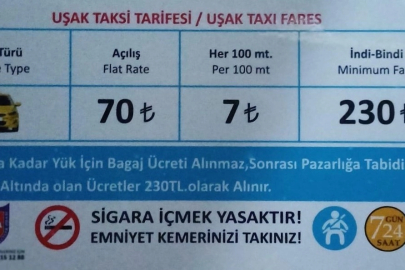 UŞAK TAKSİ TARİFESİ / UŞAK TAXI FARES
Türü Açılış Her 100 mt. İndi-Bindi
Type Flat Rate Per 100 mt Minimum Fa
70 ₺ 7 ₺ 230 ₺
a Kadar Yük İçin Bagaj Ücreti Alınmaz,Sonrası Pazarlığa Tabidi
Altında olan Ücretler 230TL.olarak Alınır.
SİGARA İÇMEK YASAKTIR!
EMNİYET KEMERİNİZİ TAKINIZ!
7 GÜN
24
SAAT